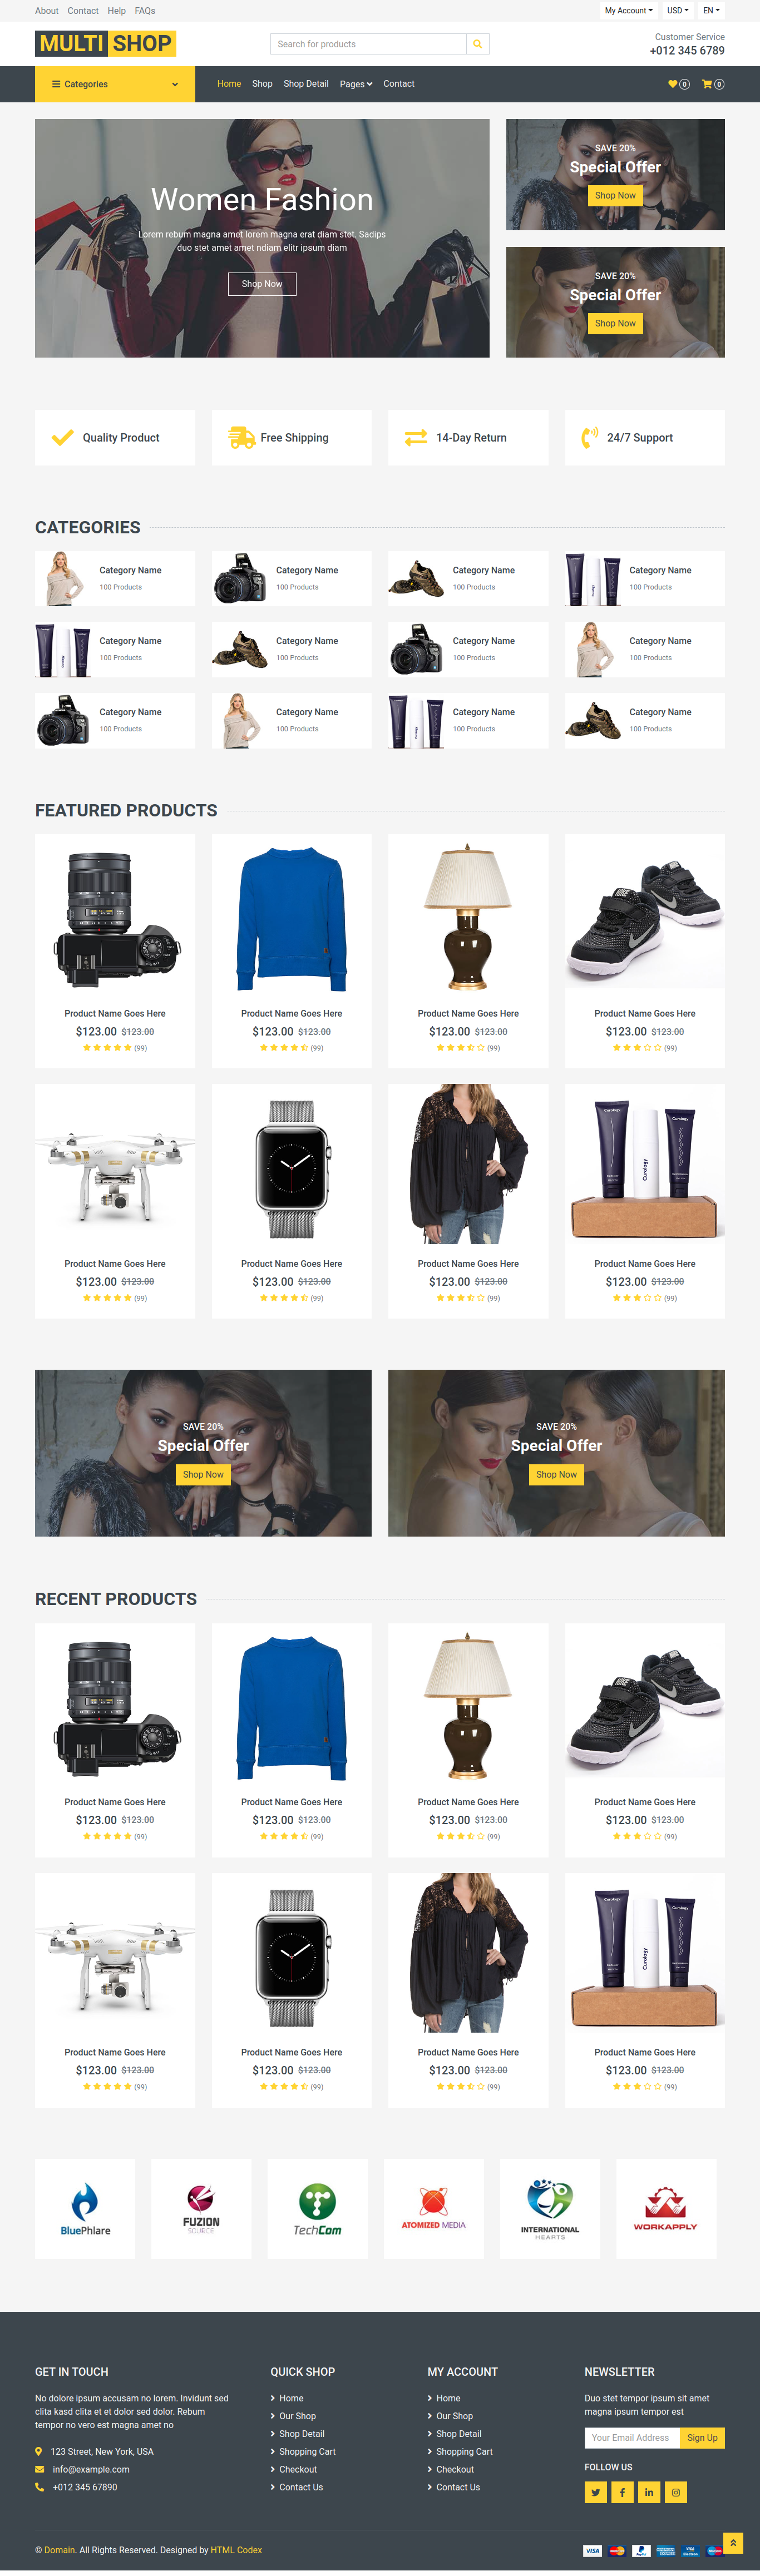 About Contact Help FAQs
My Account USD EN
MULTI SHOP
Search for products
Customer Service
+012 345 6789
Categories
Home Shop Shop Detail Pages Contact
0 0
Women Fashion
Lorem rebum magna amet lorem magna erat diam stet. Sadips
duo stet amet amet ndiam elitr ipsum diam
Shop Now
SAVE 20%
Special Offer
Shop Now
SAVE 20%
Special Offer
Shop Now
Quality Product
Free Shipping
14-Day Return
24/7 Support
CATEGORIES
Category Name
100 Products
Category Name
100 Products
Category Name
100 Products
Category Name
100 Products
Category Name
100 Products
Category Name
100 Products
Category Name
100 Products
Category Name
100 Products
Category Name
100 Products
Category Name
100 Products
Category Name
100 Products
Category Name
100 Products
FEATURED PRODUCTS
Product Name Goes Here
$123.00 $123.00
(99)
Product Name Goes Here
$123.00 $123.00
(99)
Product Name Goes Here
$123.00 $123.00
(99)
Product Name Goes Here
$123.00 $123.00
(99)
Product Name Goes Here
$123.00 $123.00
(99)
Product Name Goes Here
$123.00 $123.00
(99)
Product Name Goes Here
$123.00 $123.00
(99)
Product Name Goes Here
$123.00 $123.00
(99)
SAVE 20%
Special Offer
Shop Now
SAVE 20%
Special Offer
Shop Now
RECENT PRODUCTS
Product Name Goes Here
$123.00 $123.00
(99)
Product Name Goes Here
$123.00 $123.00
(99)
Product Name Goes Here
$123.00 $123.00
(99)
Product Name Goes Here
$123.00 $123.00
(99)
Product Name Goes Here
$123.00 $123.00
(99)
Product Name Goes Here
$123.00 $123.00
(99)
Product Name Goes Here
$123.00 $123.00
(99)
Product Name Goes Here
$123.00 $123.00
(99)
BluePhlare
FUZION
SOURCE
TechCom
ATOMIZED MEDIA
INTERNATIONAL
HEARTS
WORKAPPLY
GET IN TOUCH
No dolore ipsum accusam no lorem. Invidunt sed
clita kasd clita et et dolor sed dolor. Rebum
tempor no vero est magna amet no
123 Street, New York, USA
info@example.com
+012 345 67890
QUICK SHOP
Home
Our Shop
Shop Detail
Shopping Cart
Checkout
Contact Us
MY ACCOUNT
Home
Our Shop
Shop Detail
Shopping Cart
Checkout
Contact Us
NEWSLETTER
Duo stet tempor ipsum sit amet
magna ipsum tempor est
Your Email Address Sign Up
FOLLOW US
© Domain. All Rights Reserved. Designed by HTML Codex
VISA